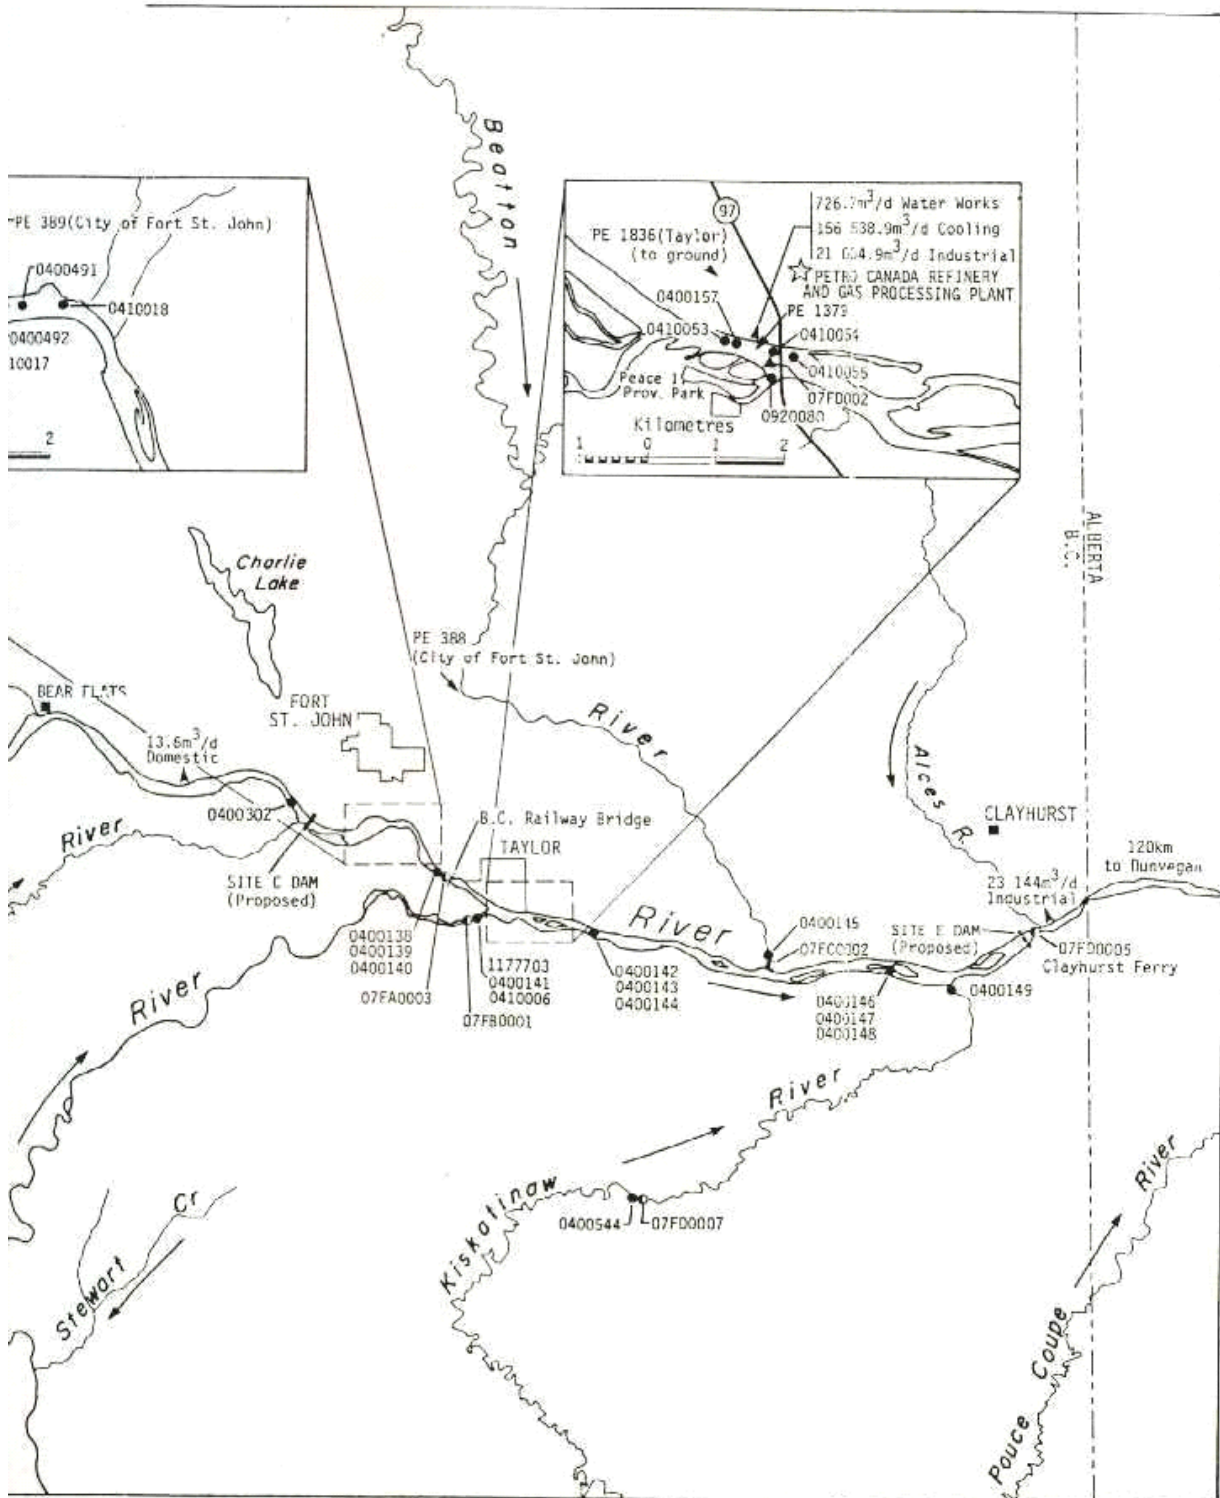 Beatton
PE 389(City of Fort St. John)
0400491
0410018
0400492
10017
2
97
726.7m³/d Water Works
Cooling
Industrial
PE 1836(Taylor)
(to ground)
PETRO CANADA REFINERY
AND GAS PROCESSING PLANT
0400157
PE 1379
0410053
0410054
0410055
Peace
Prov. Park
07FD002
0920080
Kilometres
1 0 1 2
ALBERTA
B.C.
Charlie
Lake
PE 388
(City of Fort St. John)
BEAR FLATS
FORT
ST. JOHN
River
13.6m³/d
Domestic
Alces
R.
0400302
B.C. Railway Bridge
CLAYHURST
River
TAYLOR
120km
to Dunvegan
SITE C DAM
(Proposed)
23 144m³/d
Industrial
River
0400145
SITE E DAM
(Proposed)
0400138
0400139
0400140
07FC0002
07FD0005
Clayhurst Ferry
1177703
0400141
0410006
0400142
0400143
0400144
07FA0003
0400149
River
07FB0001
0400146
0400147
0400148
River
River
Kiskatinaw
Cr
0400544
07FD0007
Stewart
Coupe
Pouce